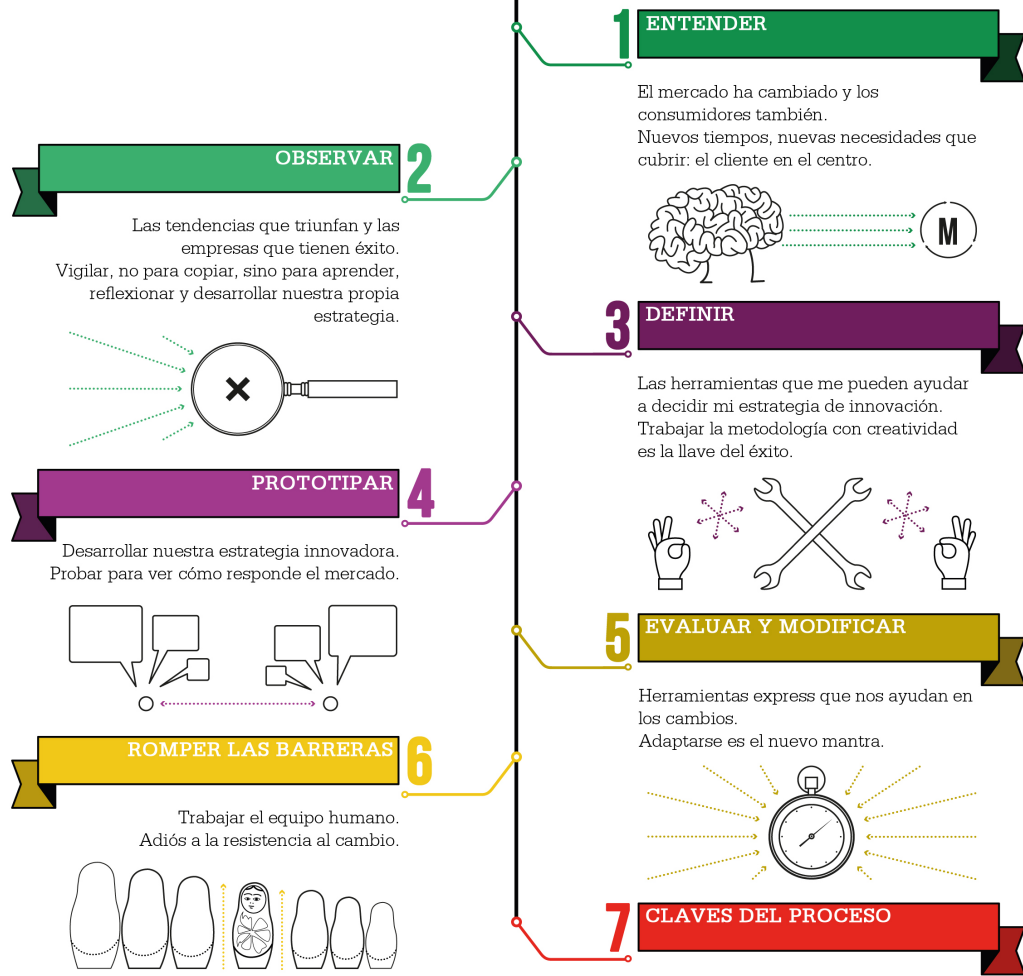 1
ENTENDER
El mercado ha cambiado y los
consumidores también.
Nuevos tiempos, nuevas necesidades que
cubrir: el cliente en el centro.
M
OBSERVAR
2
Las tendencias que triunfan y las
empresas que tienen éxito.
Vigilar, no para copiar, sino para aprender,
reflexionar y desarrollar nuestra propia
estrategia.
3
DEFINIR
Las herramientas que me pueden ayudar
a decidir mi estrategia de innovación.
Trabajar la metodología con creatividad
es la llave del éxito.
PROTOTIPAR
4
Desarrollar nuestra estrategia innovadora.
Probar para ver cómo responde el mercado.
5
EVALUAR Y MODIFICAR
Herramientas express que nos ayudan en
los cambios.
Adaptarse es el nuevo mantra.
ROMPER LAS BARRERAS
6
Trabajar el equipo humano.
Adiós a la resistencia al cambio.
7
CLAVES DEL PROCESO